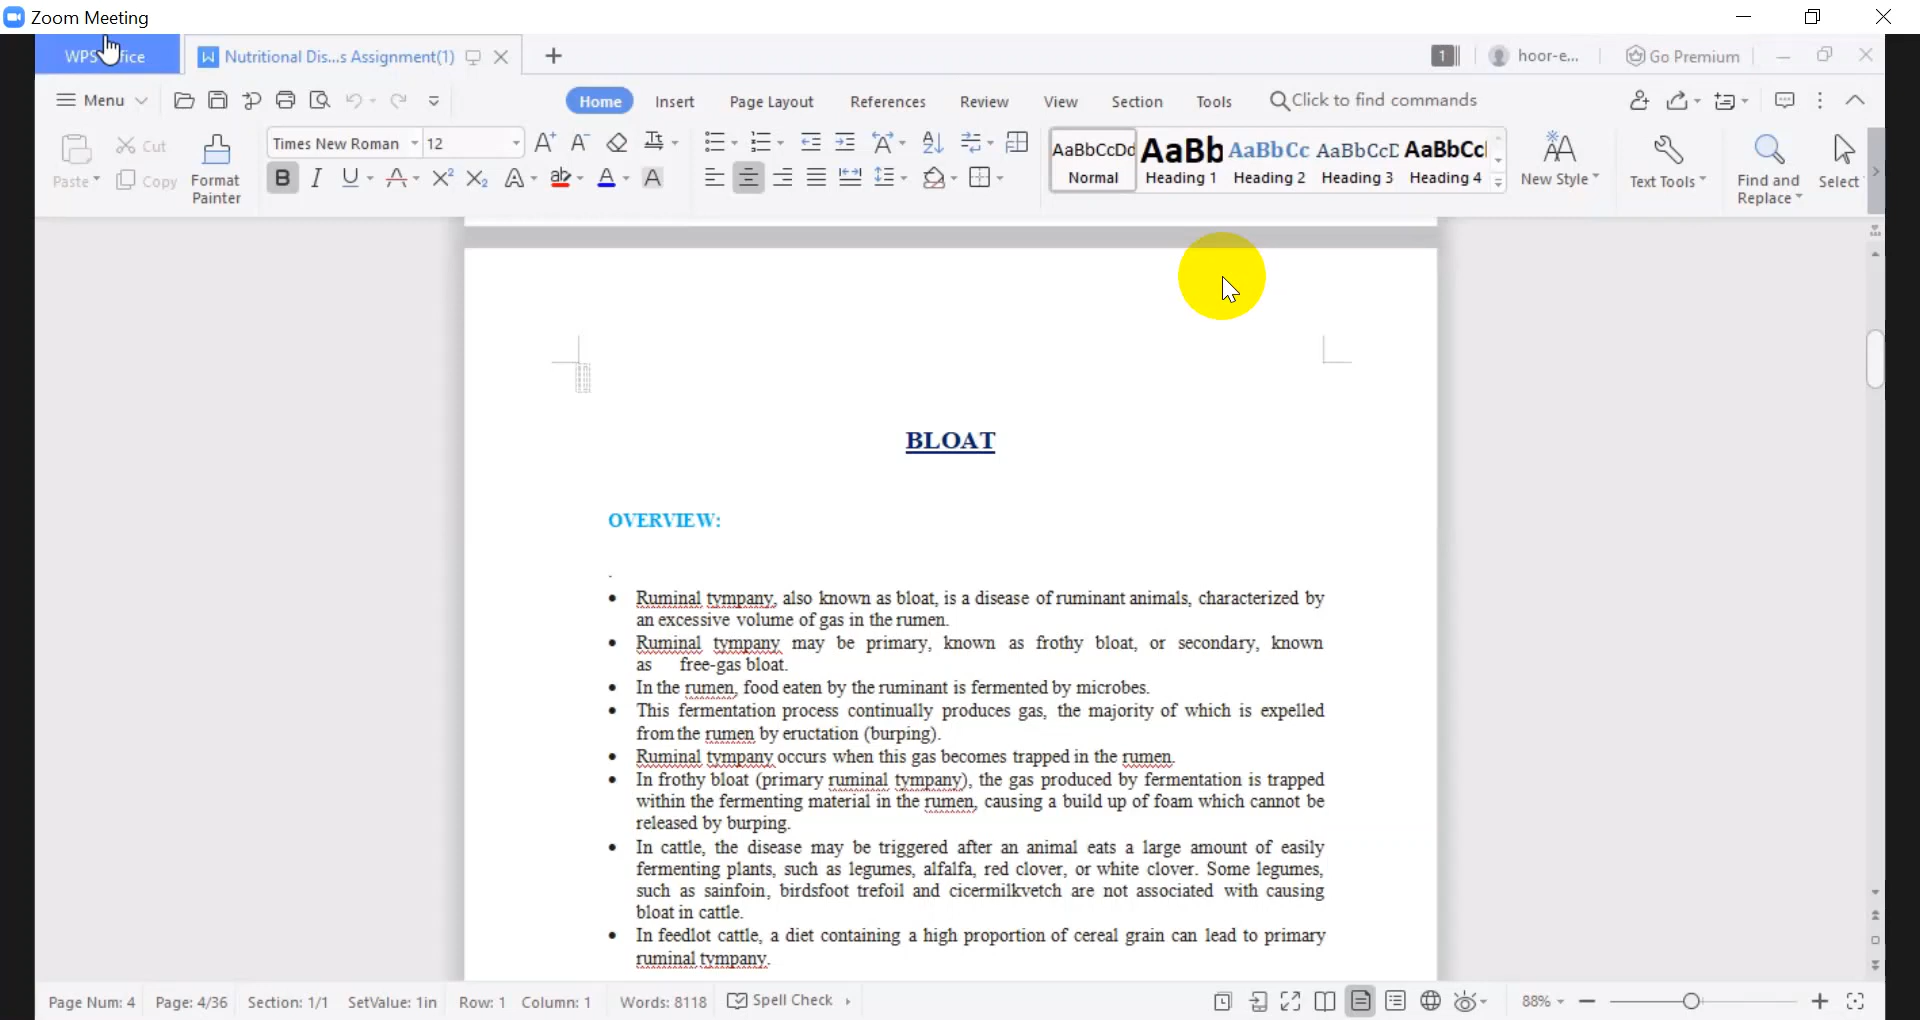 Zoom Meeting
WPS Office
Nutritional Dis...s Assignment(1)
1
hoor-e...
Go Premium
Menu
Home
Insert
Page Layout
References
Review
View
Section
Tools
Click to find commands
Paste
Cut
Copy
Format
Painter
Times New Roman
12
AaBbCcDd
Normal
AaBb
Heading 1
AaBbCc
Heading 2
AaBbCcD
Heading 3
AaBbCc
Heading 4
New Style
Text Tools
Find and
Replace
Select
BLOAT
OVERVIEW:
.
• Ruminal tympany, also known as bloat, is a disease of ruminant animals, characterized by
an excessive volume of gas in the rumen.
• Ruminal tympany may be primary, known as frothy bloat, or secondary, known
as free-gas bloat.
• In the rumen, food eaten by the ruminant is fermented by microbes.
• This fermentation process continually produces gas, the majority of which is expelled
from the rumen by eructation (burping).
• Ruminal tympany occurs when this gas becomes trapped in the rumen.
• In frothy bloat (primary ruminal tympany), the gas produced by fermentation is trapped
within the fermenting material in the rumen, causing a build up of foam which cannot be
released by burping.
• In cattle, the disease may be triggered after an animal eats a large amount of easily
fermenting plants, such as legumes, alfalfa, red clover, or white clover. Some legumes,
such as sainfoin, birdsfoot trefoil and cicermilkvetch are not associated with causing
bloat in cattle.
• In feedlot cattle, a diet containing a high proportion of cereal grain can lead to primary
ruminal tympany.
Page Num: 4
Page: 4/36
Section: 1/1
SetValue: 1in
Row: 1
Column: 1
Words: 8118
Spell Check
88%